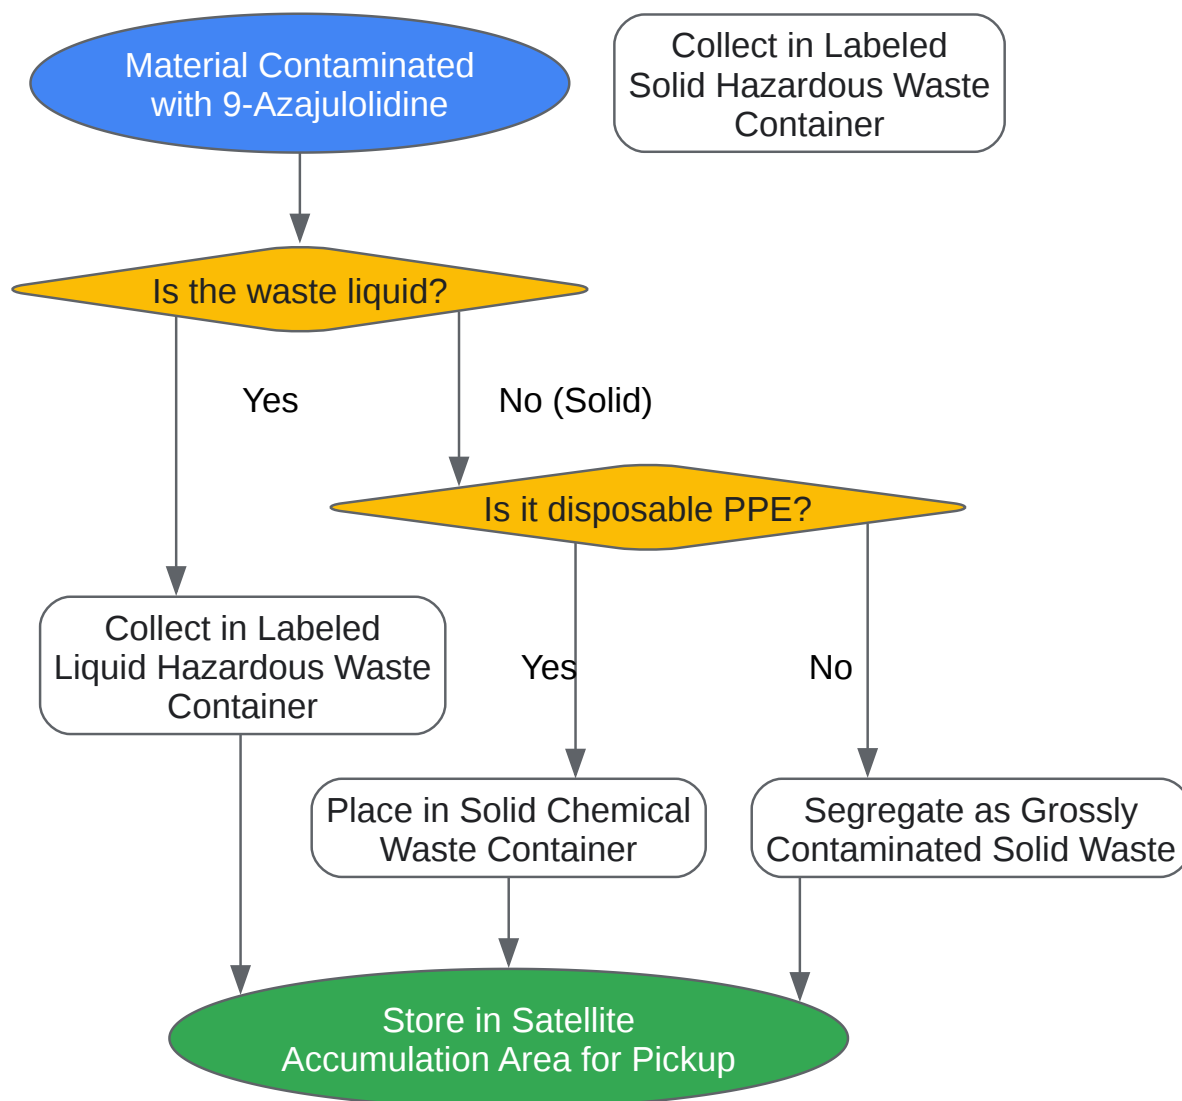 Material Contaminated
with 9-Azajulolidine
Collect in Labeled
Solid Hazardous Waste
Container
Is the waste liquid?
Yes
No (Solid)
Is it disposable PPE?
Collect in Labeled
Liquid Hazardous Waste
Container
Yes
No
Place in Solid Chemical
Waste Container
Segregate as Grossly
Contaminated Solid Waste
Store in Satellite
Accumulation Area for Pickup